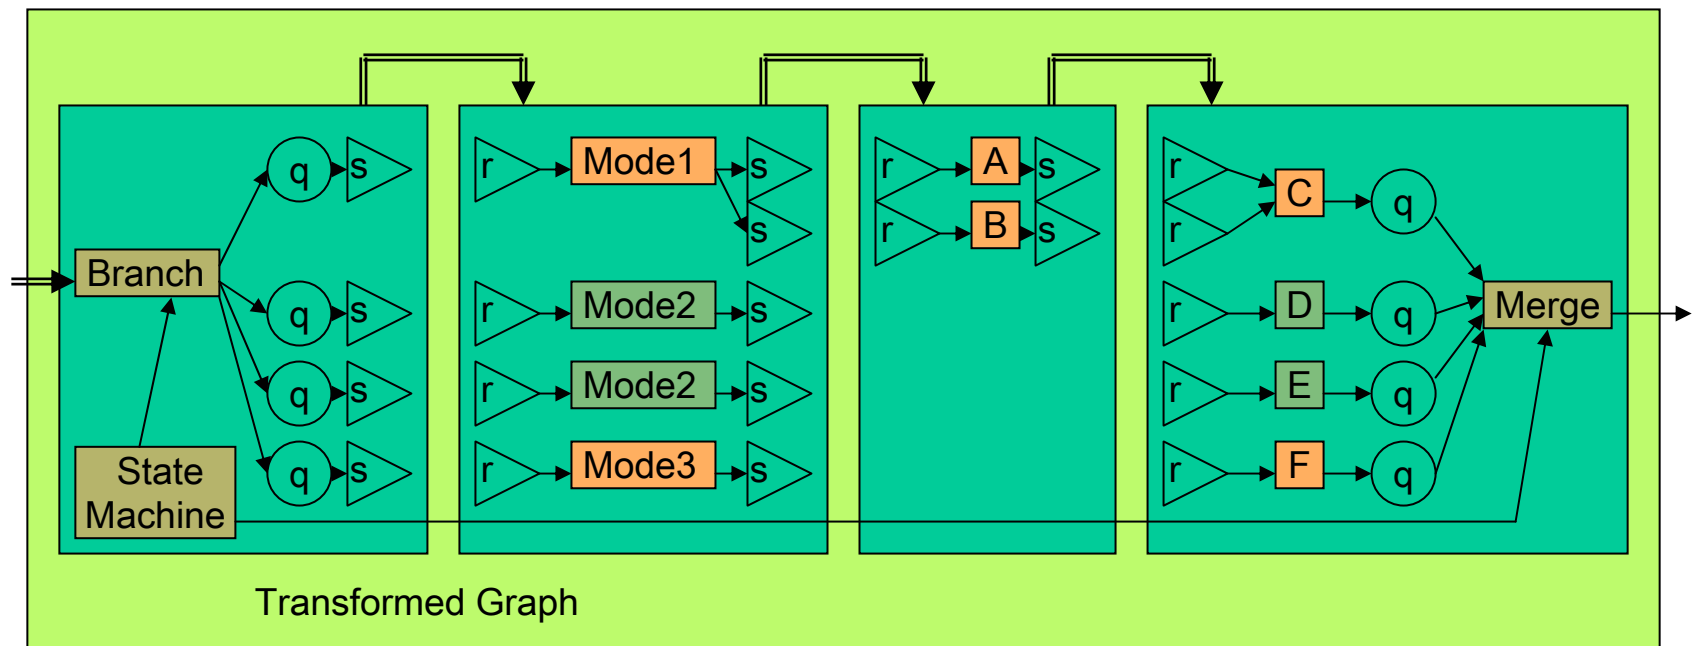 q s
r Mode1 s
s
r A s
r B s
r
r
C q
Branch
q s
q s
q s
State
Machine
r Mode2 s
r Mode2 s
r Mode3 s
r D q
r E q
r F q
Merge
Transformed Graph